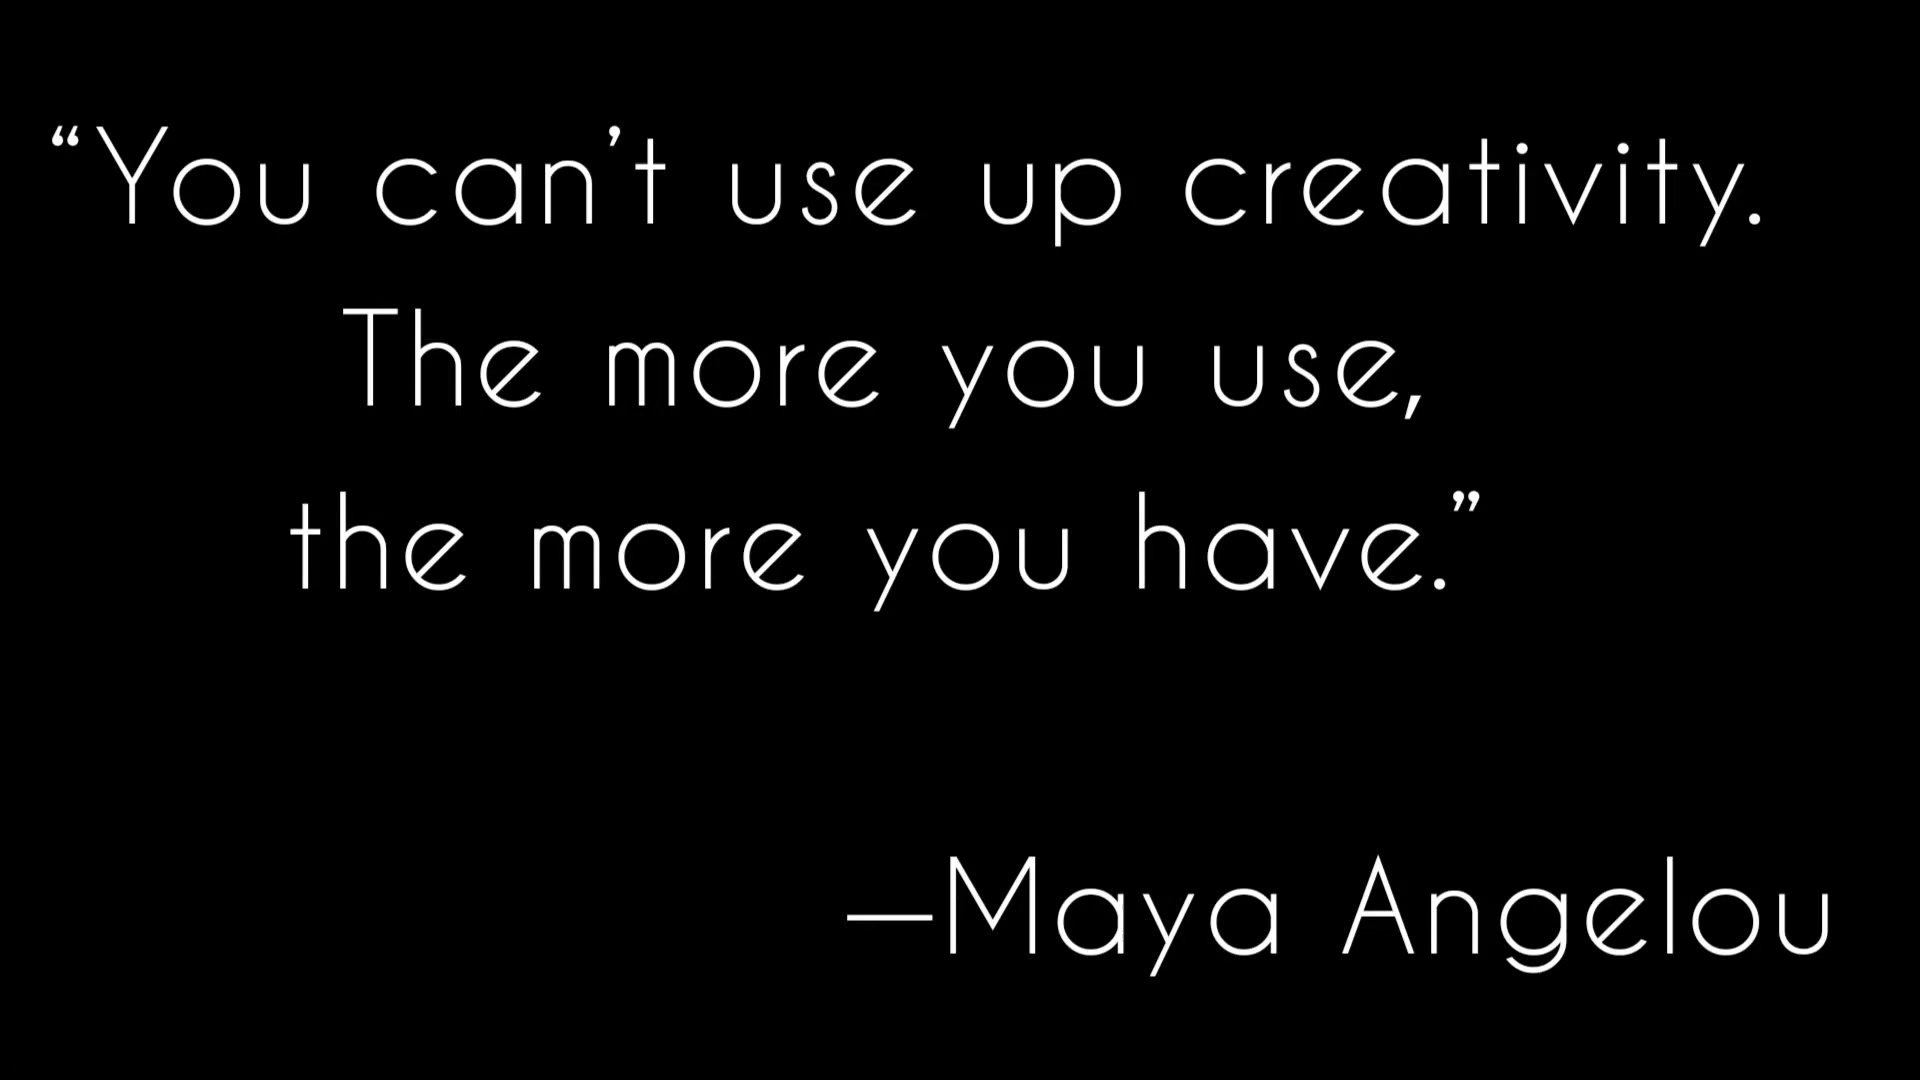 “You can’t use up creativity.
The more you use,
the more you have.”
—Maya Angelou